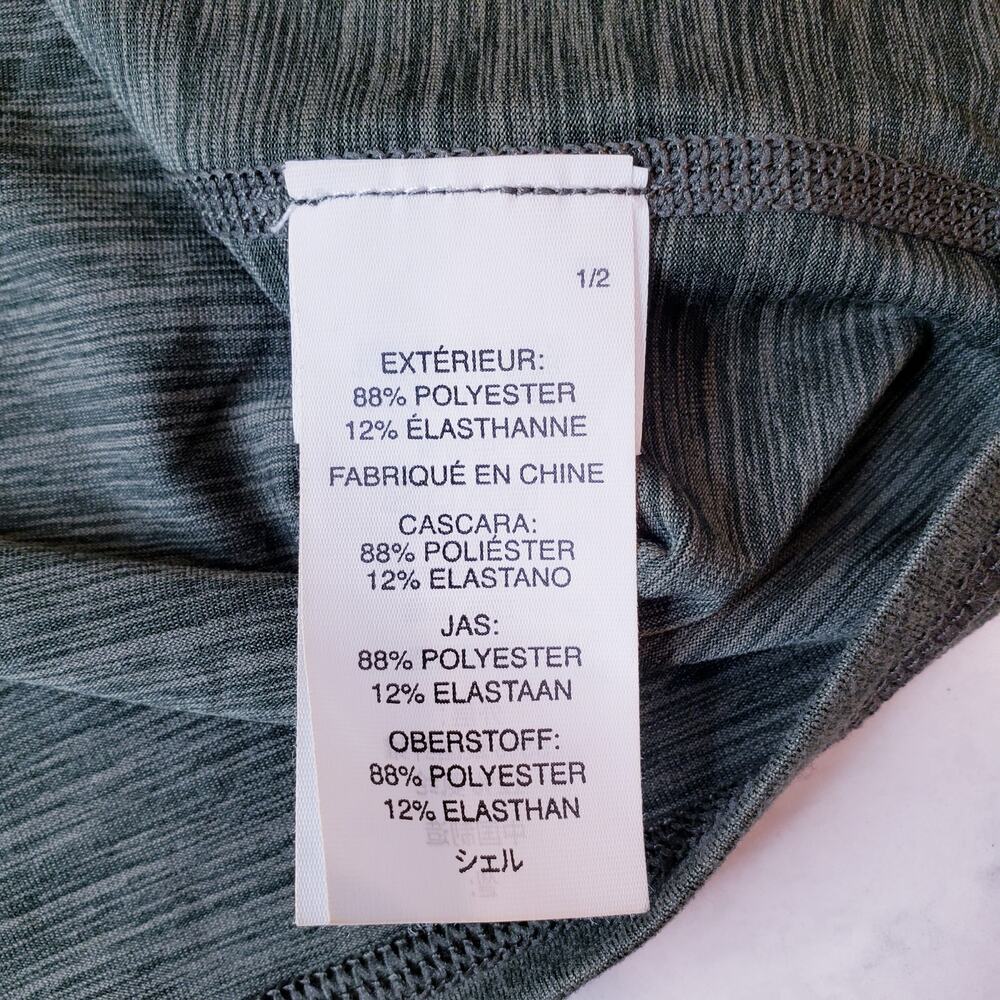 1/2
EXTÉRIEUR:
88% POLYESTER
12% ÉLASTHANNE
FABRIQUÉ EN CHINE
CASCARA:
88% POLIÉSTER
12% ELASTANO
JAS:
88% POLYESTER
12% ELASTAAN
OBERSTOFF:
88% POLYESTER
12% ELASTHAN
シェル